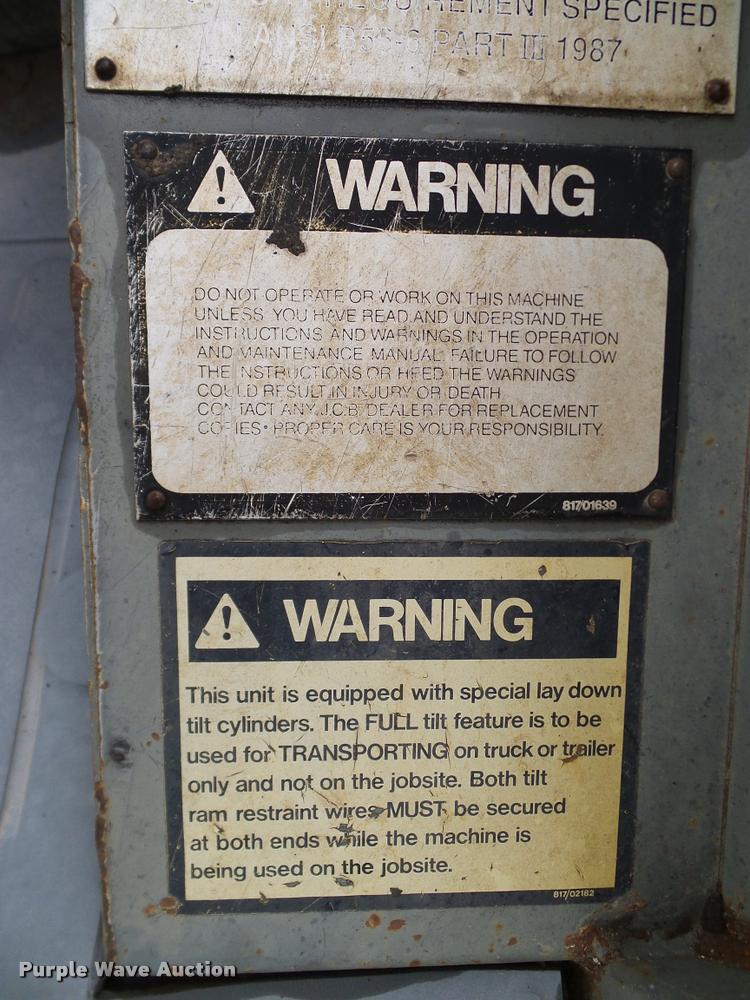 REQUIREMENT SPECIFIED
IN ANSI B56-6 PART III 1987
WARNING
DO NOT OPERATE OR WORK ON THIS MACHINE
UNLESS YOU HAVE READ AND UNDERSTAND THE
INSTRUCTIONS AND WARNINGS IN THE OPERATION
AND MAINTENANCE MANUAL. FAILURE TO FOLLOW
THE INSTRUCTIONS OR HEED THE WARNINGS
COULD RESULT IN INJURY OR DEATH
CONTACT ANY J.C.B. DEALER FOR REPLACEMENT
COPIES • PROPER CARE IS YOUR RESPONSIBILITY.
817/01639
WARNING
This unit is equipped with special lay down
tilt cylinders. The FULL tilt feature is to be
used for TRANSPORTING on truck or trailer
only and not on the jobsite. Both tilt
ram restraint wires MUST be secured
at both ends while the machine is
being used on the jobsite.
817/02182
Purple Wave Auction